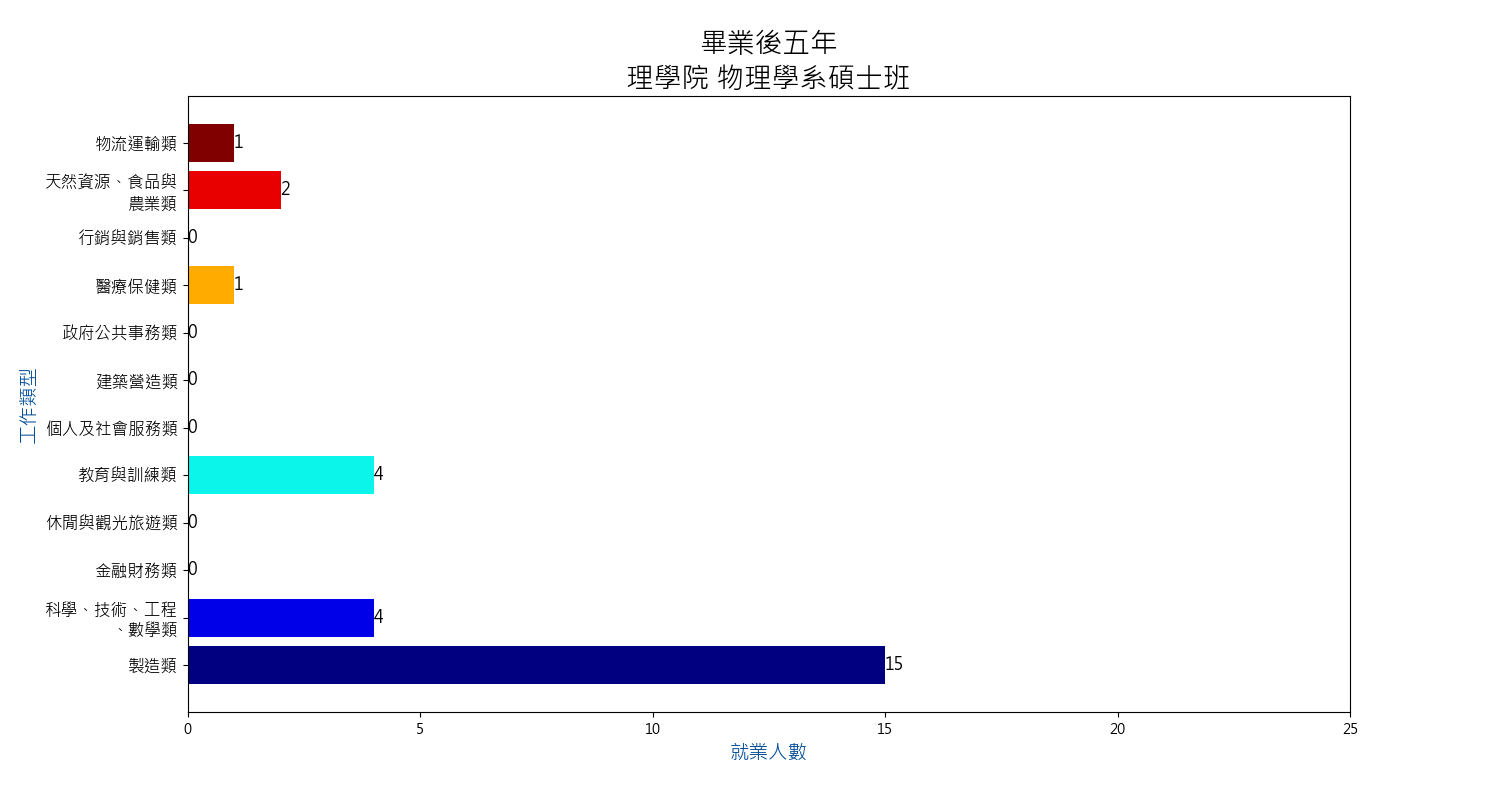 畢業後五年
理學院 物理學系碩士班
物流運輸類
1
天然資源、食品與
農業類
2
行銷與銷售類
0
醫療保健類
1
政府公共事務類
0
建築營造類
0
個人及社會服務類
0
教育與訓練類
4
休閒與觀光旅遊類
0
金融財務類
0
科學、技術、工程
、數學類
4
製造類
15
工作類型
0
5
10
15
20
25
就業人數